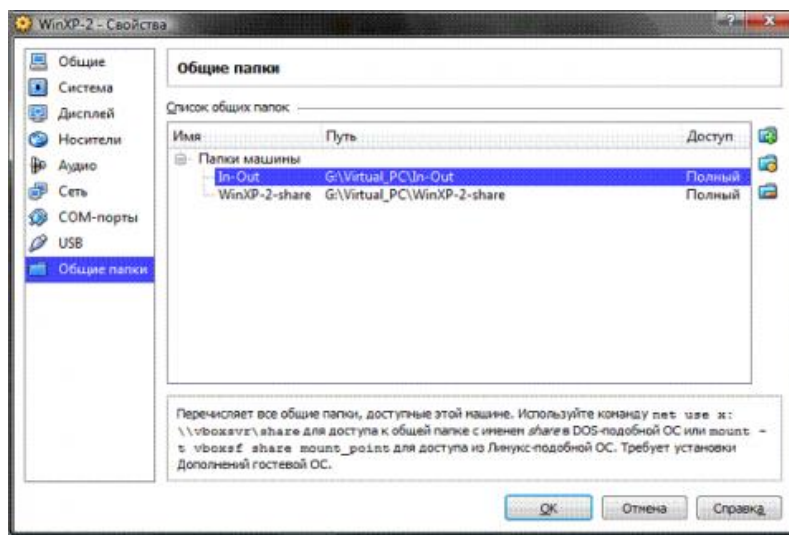 WinXP-2 - Свойства
Общие
Система
Дисплей
Носители
Аудио
Сеть
COM-порты
USB
Общие папки
Общие папки
Список общих папок
Имя Путь Доступ
Папки машины
In-Out G:\Virtual_PC\In-Out Полный
WinXP-2-share G:\Virtual_PC\WinXP-2-share Полный
Перечисляет все общие папки, доступные этой машине. Используйте команду net use x:
\\vboxsvr\share для доступа к общей папке с именем share в DOS-подобной ОС или mount -
t vboxsf share mount_point для доступа из Линукс-подобной ОС. Требует установки
Дополнений гостевой ОС.
OK Отмена Справка